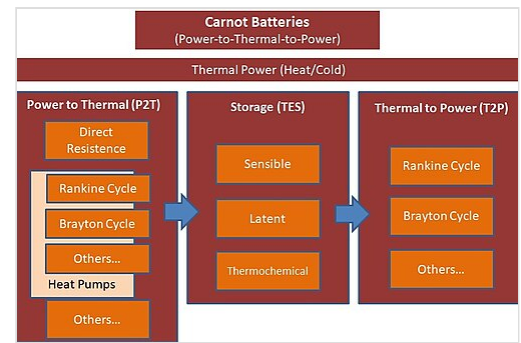 Carnot Batteries
(Power-to-Thermal-to-Power)
Thermal Power (Heat/Cold)
Power to Thermal (P2T)
Direct
Resistence
Rankine Cycle
Brayton Cycle
Others...
Heat Pumps
Others...
Storage (TES)
Sensible
Latent
Thermochemical
Thermal to Power (T2P)
Rankine Cycle
Brayton Cycle
Others...